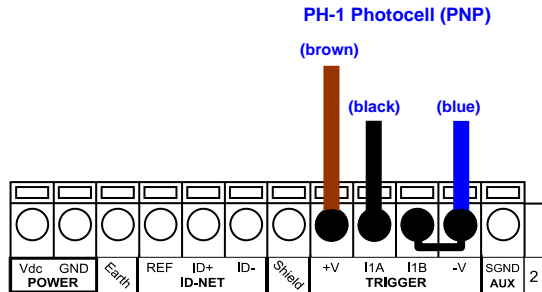 PH-1 Photocell (PNP)
(brown)
(black) (blue)
Vdc GND Earth REF ID+ ID- Shield +V I1A I1B -V SGND
POWER ID-NET TRIGGER AUX 2